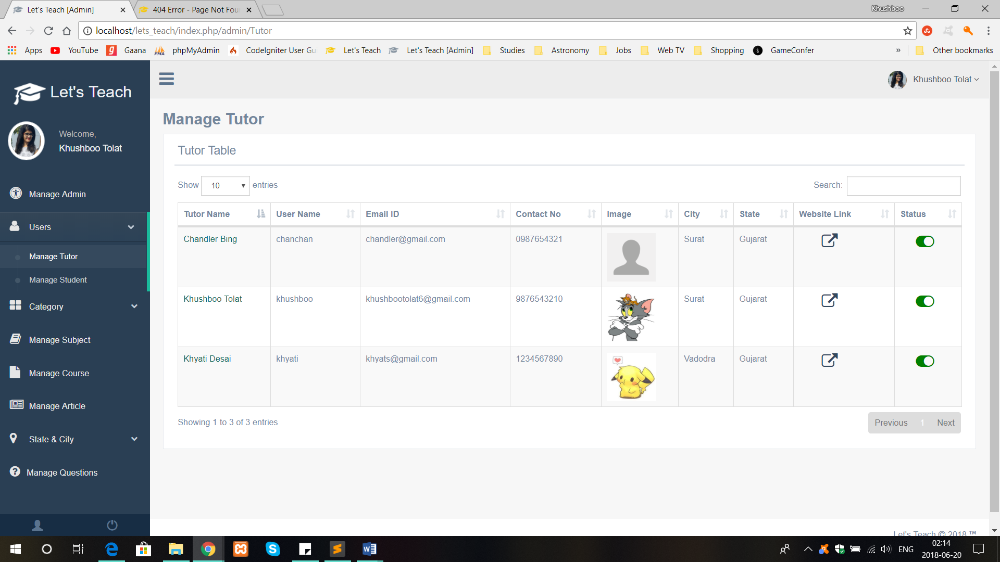 Let's Teach [Admin]
404 Error - Page Not Fou
Khushboo
localhost/lets_teach/index.php/admin/Tutor
Apps YouTube Gaana phpMyAdmin CodeIgniter User Gu Let's Teach Let's Teach [Admin] Studies Astronomy Jobs Web TV Shopping GameConfer » Other bookmarks
Let's Teach
Welcome,
Khushboo Tolat
Manage Admin
Users
Manage Tutor
Manage Student
Category
Manage Subject
Manage Course
Manage Article
State & City
Manage Questions
Khushboo Tolat
Manage Tutor
Tutor Table
Show 10 entries
Search:
Tutor Name User Name Email ID Contact No Image City State Website Link Status
Chandler Bing chanchan chandler@gmail.com 0987654321 Surat Gujarat
Khushboo Tolat khushboo khushbootolat6@gmail.com 9876543210 Surat Gujarat
Khyati Desai khyati khyats@gmail.com 1234567890 Vadodra Gujarat
Showing 1 to 3 of 3 entries
Previous 1 Next
Let's Teach © 2018 ™
ENG
02:14
2018-06-20